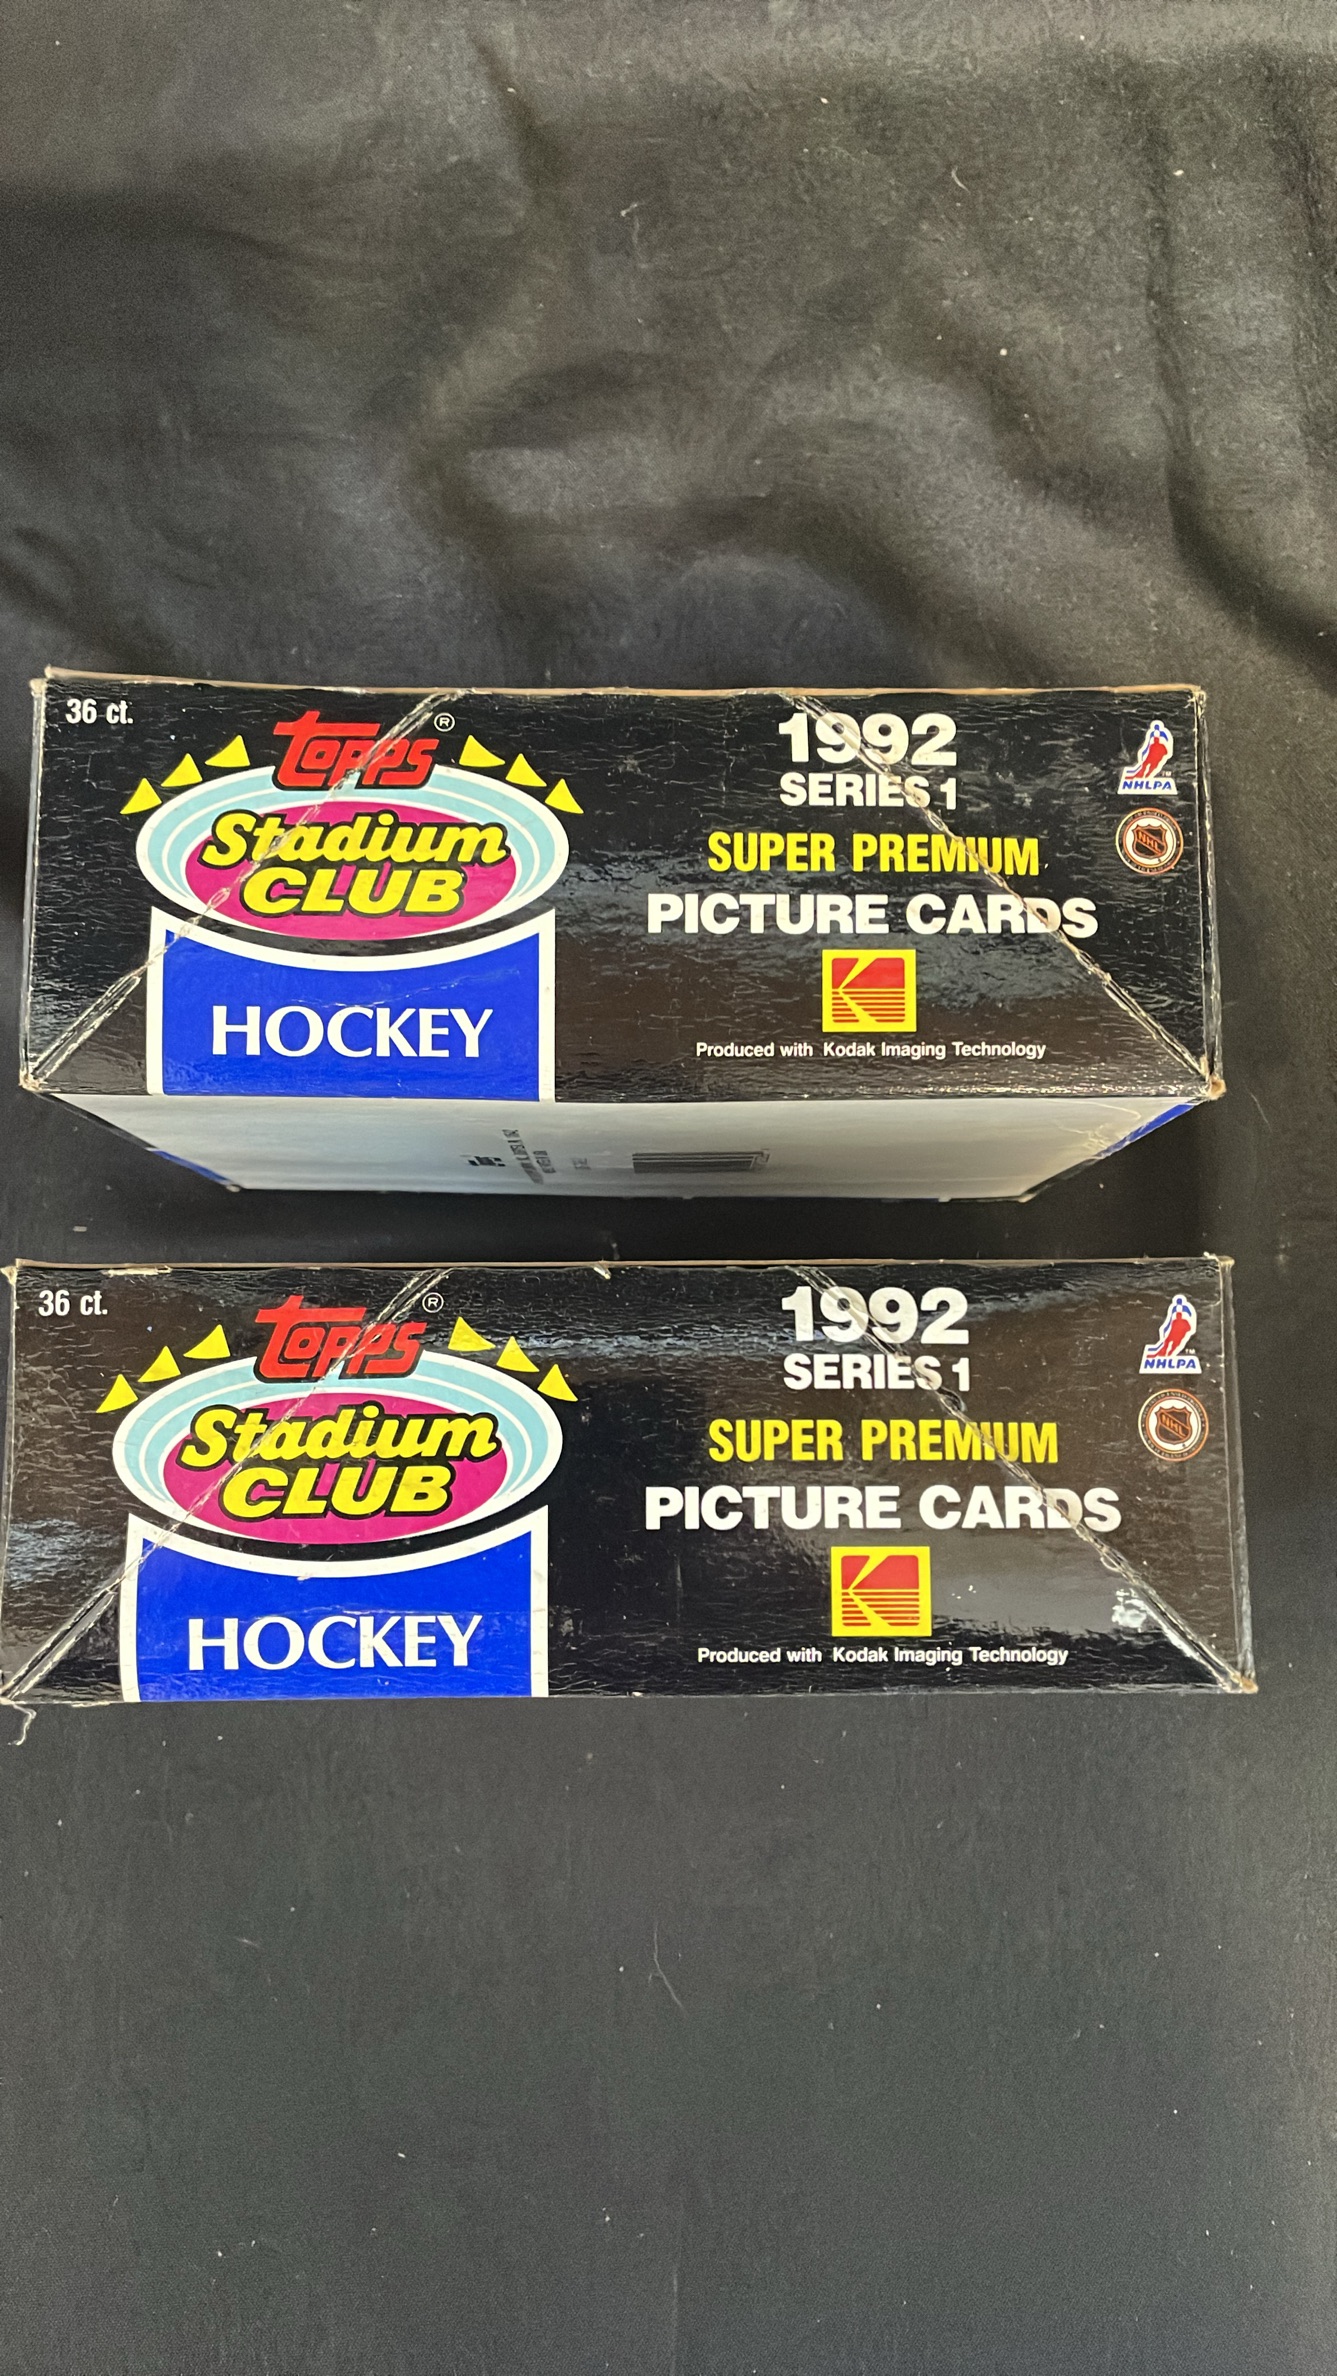 36 ct.
Topps®
Stadium
CLUB
HOCKEY
1992
SERIES 1
SUPER PREMIUM
PICTURE CARDS
Produced with Kodak Imaging Technology
NHLPA™
NHL
36 ct.
Topps®
Stadium
CLUB
HOCKEY
1992
SERIES 1
SUPER PREMIUM
PICTURE CARDS
Produced with Kodak Imaging Technology
NHLPA™
NHL